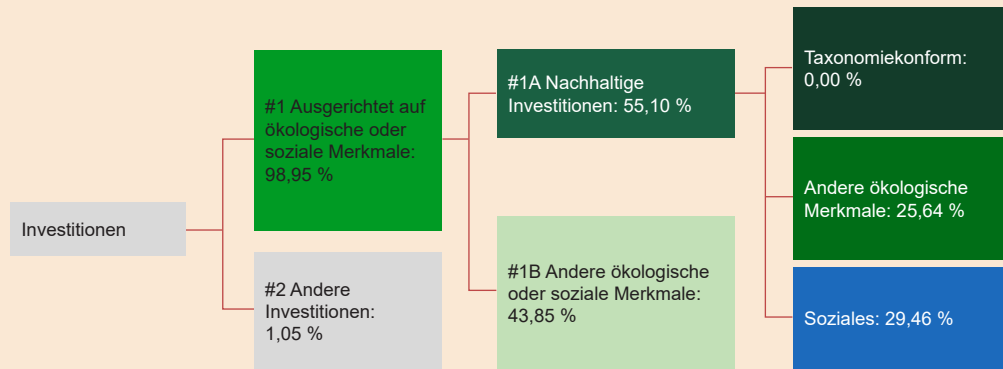 Investitionen
#1 Ausgerichtet auf
ökologische oder
soziale Merkmale:
98,95 %
#2 Andere
Investitionen:
1,05 %
#1A Nachhaltige
Investitionen: 55,10 %
#1B Andere ökologische
oder soziale Merkmale:
43,85 %
Taxonomiekonform:
0,00 %
Andere ökologische
Merkmale: 25,64 %
Soziales: 29,46 %